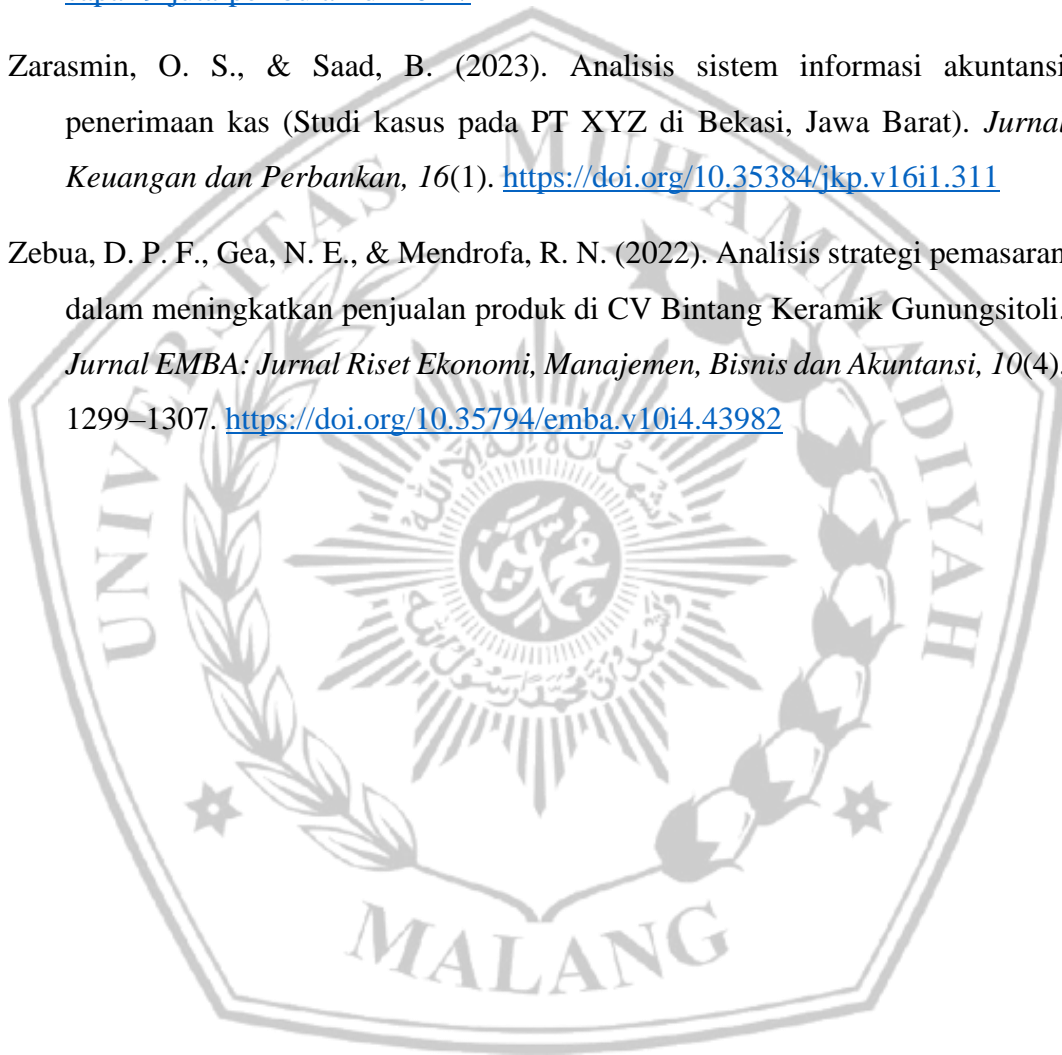 Zarasmin, O. S., & Saad, B. (2023). Analisis sistem informasi akuntansi
penerimaan kas (Studi kasus pada PT XYZ di Bekasi, Jawa Barat). Jurnal
Keuangan dan Perbankan, 16(1). https://doi.org/10.35384/jkp.v16i1.311
Zebua, D. P. F., Gea, N. E., & Mendrofa, R. N. (2022). Analisis strategi pemasaran
dalam meningkatkan penjualan produk di CV Bintang Keramik Gunungsitoli.
Jurnal EMBA: Jurnal Riset Ekonomi, Manajemen, Bisnis dan Akuntansi, 10(4),
1299–1307. https://doi.org/10.35794/emba.v10i4.43982
UNIVERSITAS MUHAMMADIYAH
MALANG